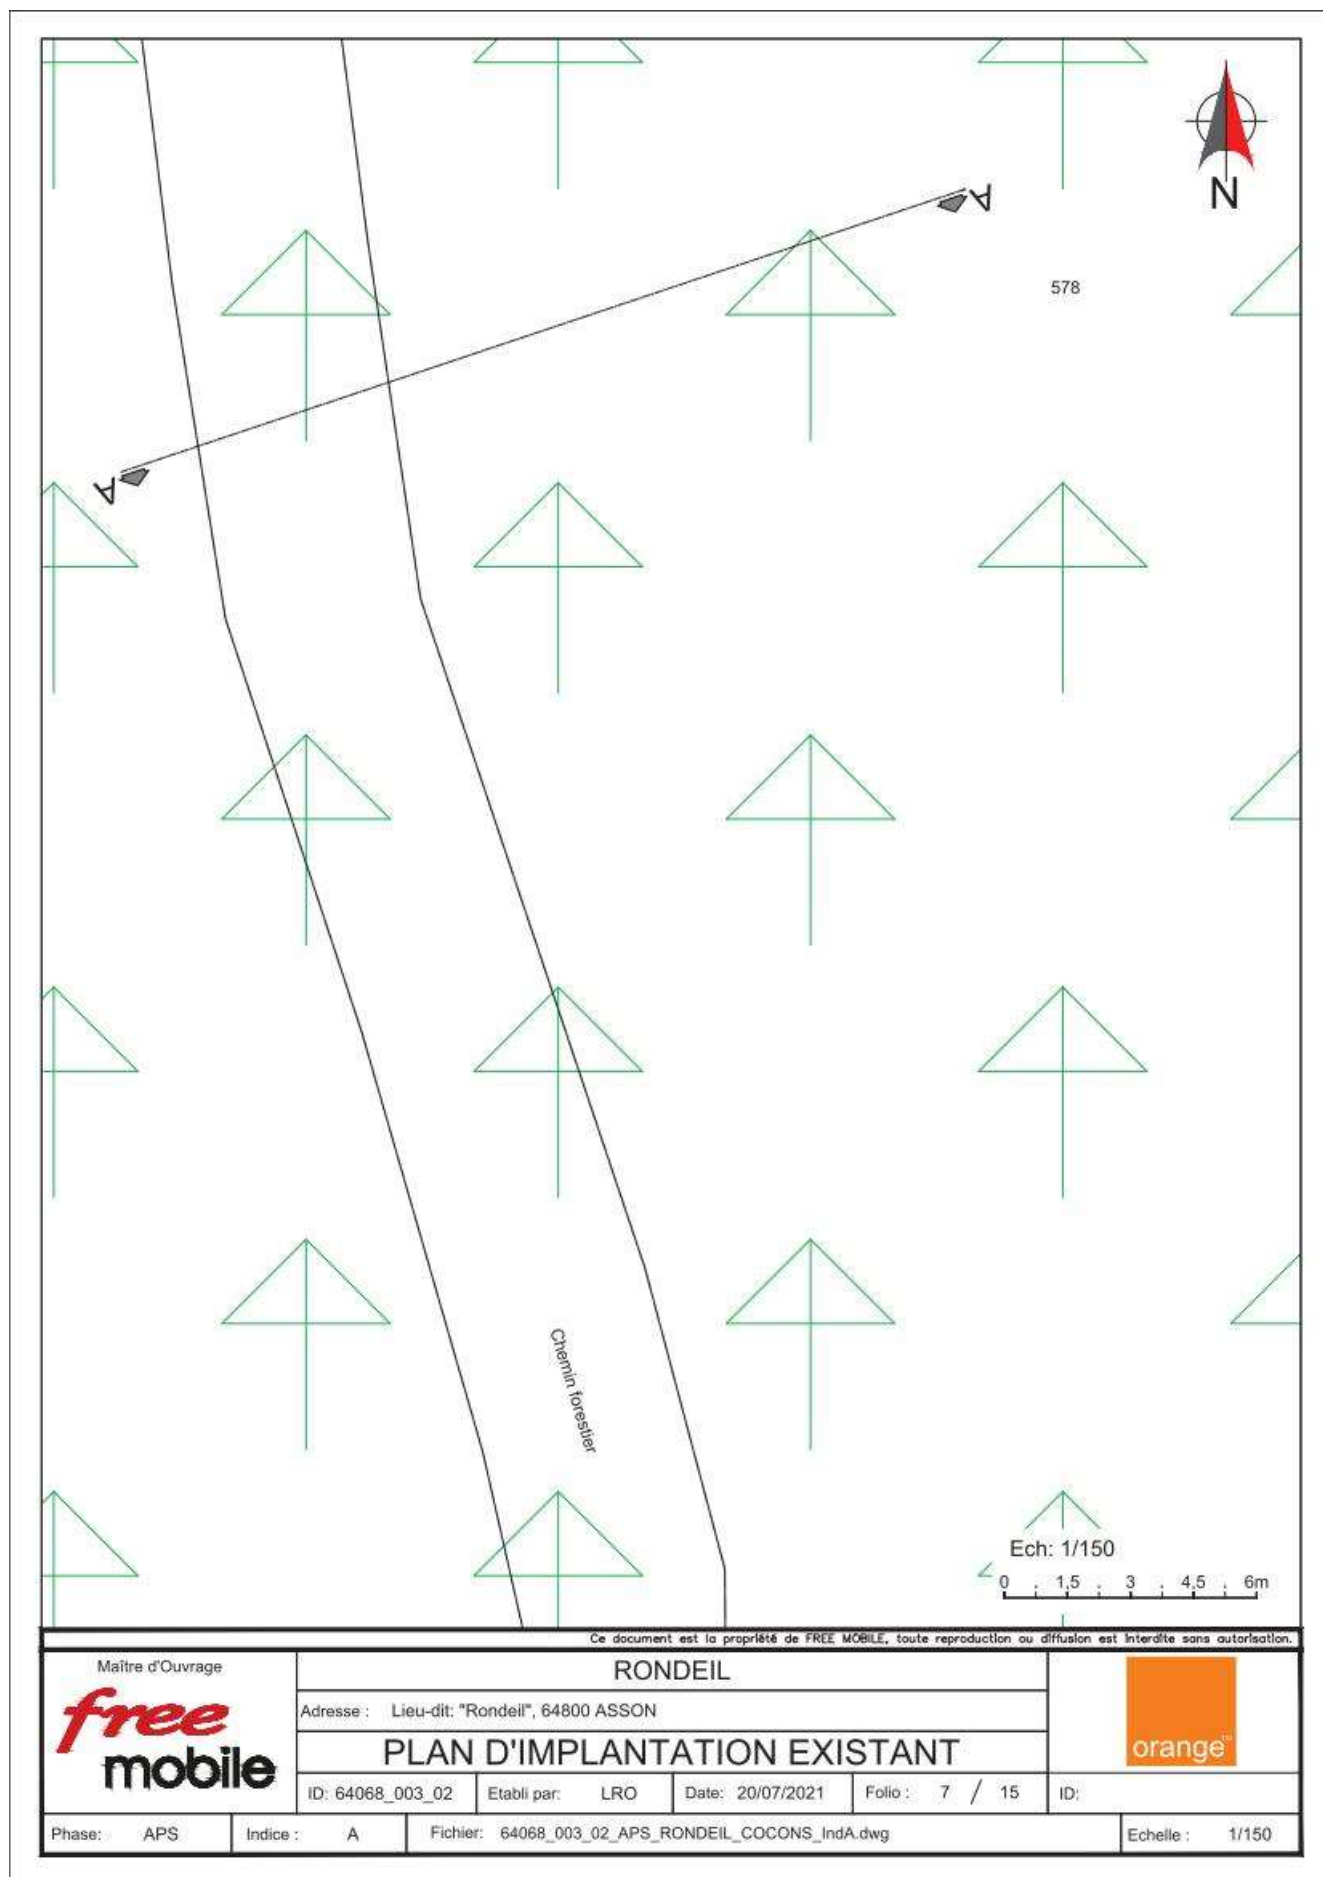 N
A
578
A
Chemin forestier
Ech: 1/150
0 1,5 3 4,5 6m
Ce document est la propriété de FREE MOBILE, toute reproduction ou diffusion est interdite sans autorisation.
Maître d'Ouvrage
free
mobile
RONDEIL
Adresse : Lieu-dit: "Rondeil", 64800 ASSON
PLAN D'IMPLANTATION EXISTANT
orange™
ID: 64068_003_02 Etabli par: LRO Date: 20/07/2021 Folio : 7 / 15 ID:
Phase: APS Indice : A Fichier: 64068_003_02_APS_RONDEIL_COCONS_IndA.dwg Echelle : 1/150